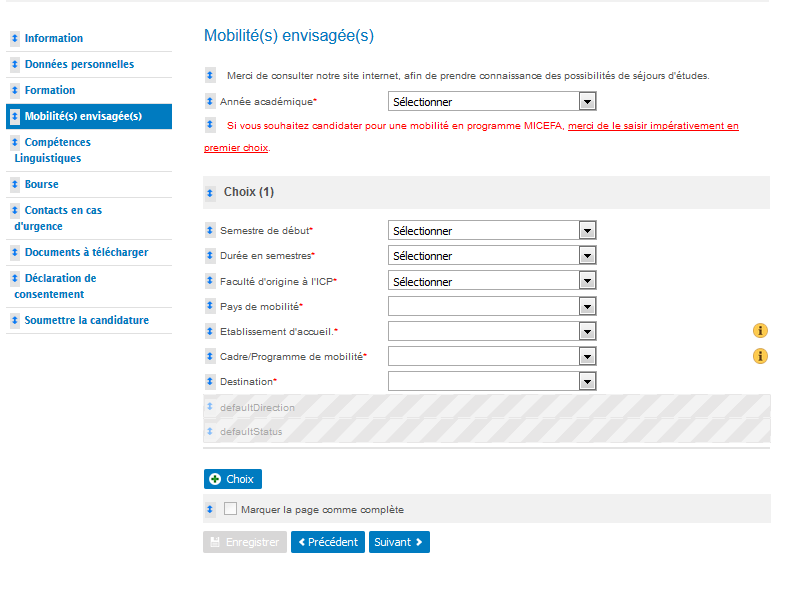 Information
Données personnelles
Formation
Mobilité(s) envisagée(s)
Compétences
Linguistiques
Bourse
Contacts en cas
d'urgence
Documents à télécharger
Déclaration de
consentement
Soumettre la candidature
Mobilité(s) envisagée(s)
Merci de consulter notre site internet, afin de prendre connaissance des possibilités de séjours d'études.
Année académique* Sélectionner
Si vous souhaitez candidater pour une mobilité en programme MICEFA, merci de le saisir impérativement en
premier choix.
Choix (1)
Semestre de début* Sélectionner
Durée en semestres* Sélectionner
Faculté d'origine à l'ICP* Sélectionner
Pays de mobilité*
Etablissement d'accueil.*
Cadre/Programme de mobilité*
Destination*
defaultDirection
defaultStatus
Choix
Marquer la page comme complète
Enregistrer Précédent Suivant